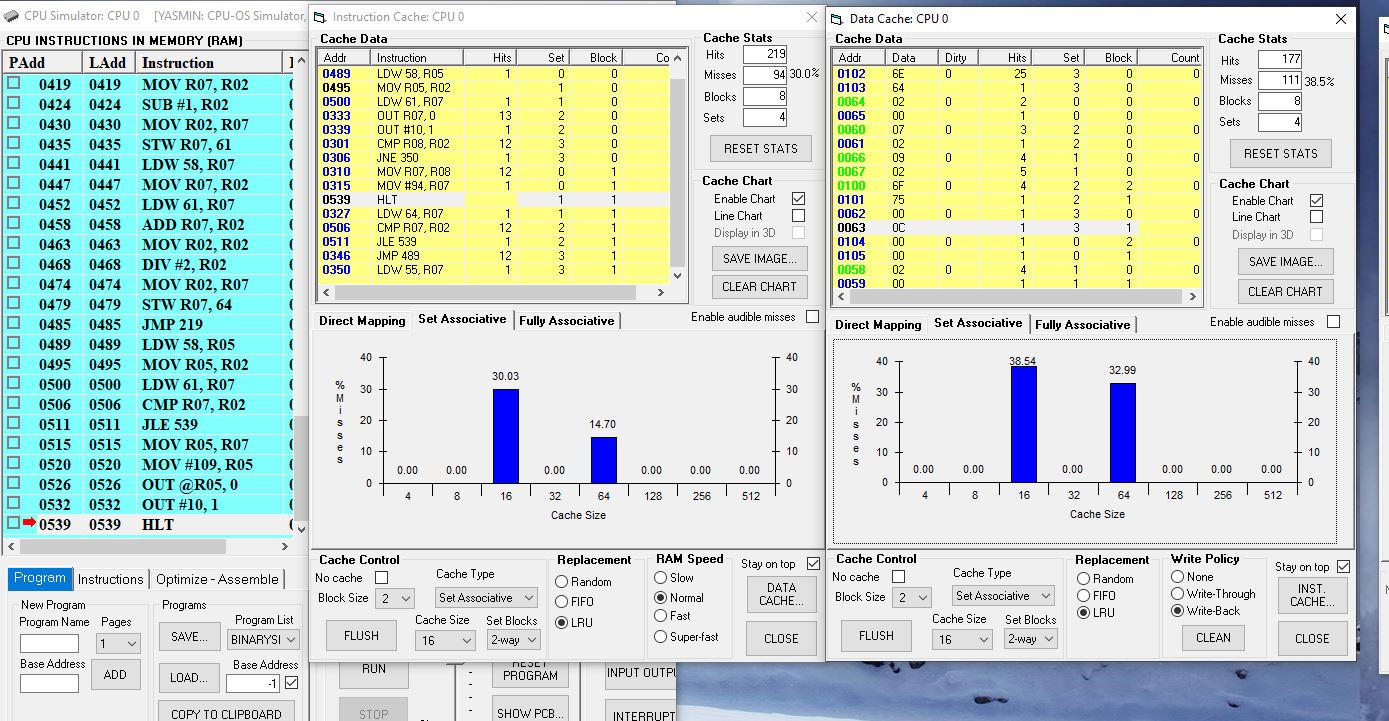 CPU Simulator: CPU 0 [YASMIN: CPU-OS Simulator,
CPU INSTRUCTIONS IN MEMORY (RAM)
PAdd LAdd Instruction
0419 0419 MOV R07, R02
0424 0424 SUB #1, R02
0430 0430 MOV R02, R07
0435 0435 STW R07, 61
0441 0441 LDW 58, R07
0447 0447 MOV R07, R02
0452 0452 LDW 61, R07
0458 0458 ADD R07, R02
0463 0463 MOV R02, R02
0468 0468 DIV #2, R02
0474 0474 MOV R02, R07
0479 0479 STW R07, 64
0485 0485 JMP 219
0489 0489 LDW 58, R05
0495 0495 MOV R05, R02
0500 0500 LDW 61, R07
0506 0506 CMP R07, R02
0511 0511 JLE 539
0515 0515 MOV R05, R07
0520 0520 MOV #109, R05
0526 0526 OUT @R05, 0
0532 0532 OUT #10, 1
0539 0539 HLT
Program Instructions Optimize - Assemble
New Program
Program Name Pages
1
Base Address
ADD
Programs
SAVE... Program List
BINARYSI
LOAD... Base Address
-1
COPY TO CLIPBOARD
Instruction Cache: CPU 0
Cache Data
Addr Instruction Hits Set Block Co
0489 LDW 58, R05 1 0 0
0495 MOV R05, R02 1 0
0500 LDW 61, R07 1 1 0
0333 OUT R07, 0 13 2 0
0339 OUT #10, 1 2 0
0301 CMP R08, R02 12 3 0
0306 JNE 350 3 0
0310 MOV R07, R08 12 0 1
0315 MOV #94, R07 1 0 1
0539 HLT 1 1
0327 LDW 64, R07 1 1 1
0506 CMP R07, R02 12 2 1
0511 JLE 539 1 2 1
0346 JMP 489 12 3 1
0350 LDW 55, R07 1 3 1
Cache Stats
Hits 219
Misses 94 30.0%
Blocks 8
Sets 4
RESET STATS
Cache Chart
Enable Chart
Line Chart
Display in 3D
SAVE IMAGE...
CLEAR CHART
Enable audible misses
Direct Mapping Set Associative Fully Associative
% Misses
40 40
30 30
20 20
10 10
0 0
0.00 0.00 30.03 0.00 14.70 0.00 0.00 0.00
4 8 16 32 64 128 256 512
Cache Size
Cache Control
No cache
Block Size 2
FLUSH
Cache Type
Set Associative
Cache Size Set Blocks
16 2-way
Replacement
Random
FIFO
LRU
RAM Speed
Slow
Normal
Fast
Super-fast
Stay on top
DATA CACHE...
CLOSE
RUN
STOP
RESET PROGRAM
SHOW PCB...
INPUT OUTPU
INTERRUPT
Data Cache: CPU 0
Cache Data
Addr Data Dirty Hits Set Block Count
0102 6E 0 25 3 0 0
0103 64 1 3 0
0064 02 0 2 0 0 0
0065 00 1 0 0
0060 07 0 3 2 0 0
0061 02 1 2 0
0066 09 0 4 1 0 0
0067 02 5 1 0
0100 6F 0 4 2 2 0
0101 75 1 2 1
0062 00 0 1 3 0 0
0063 0C 1 3 1
0104 00 0 1 0 2 0
0105 00 1 0 1
0058 02 0 4 1 0 0
0059 00 1 1 1
Cache Stats
Hits 177
Misses 111 38.5%
Blocks 8
Sets 4
RESET STATS
Cache Chart
Enable Chart
Line Chart
Display in 3D
SAVE IMAGE...
CLEAR CHART
Enable audible misses
Direct Mapping Set Associative Fully Associative
% Misses
40 40
30 30
20 20
10 10
0 0
0.00 0.00 38.54 0.00 32.99 0.00 0.00 0.00
4 8 16 32 64 128 256 512
Cache Size
Cache Control
No cache
Block Size 2
FLUSH
Cache Type
Set Associative
Cache Size Set Blocks
16 2-way
Replacement
Random
FIFO
LRU
Write Policy
None
Write-Through
Write-Back
CLEAN
Stay on top
INST. CACHE...
CLOSE